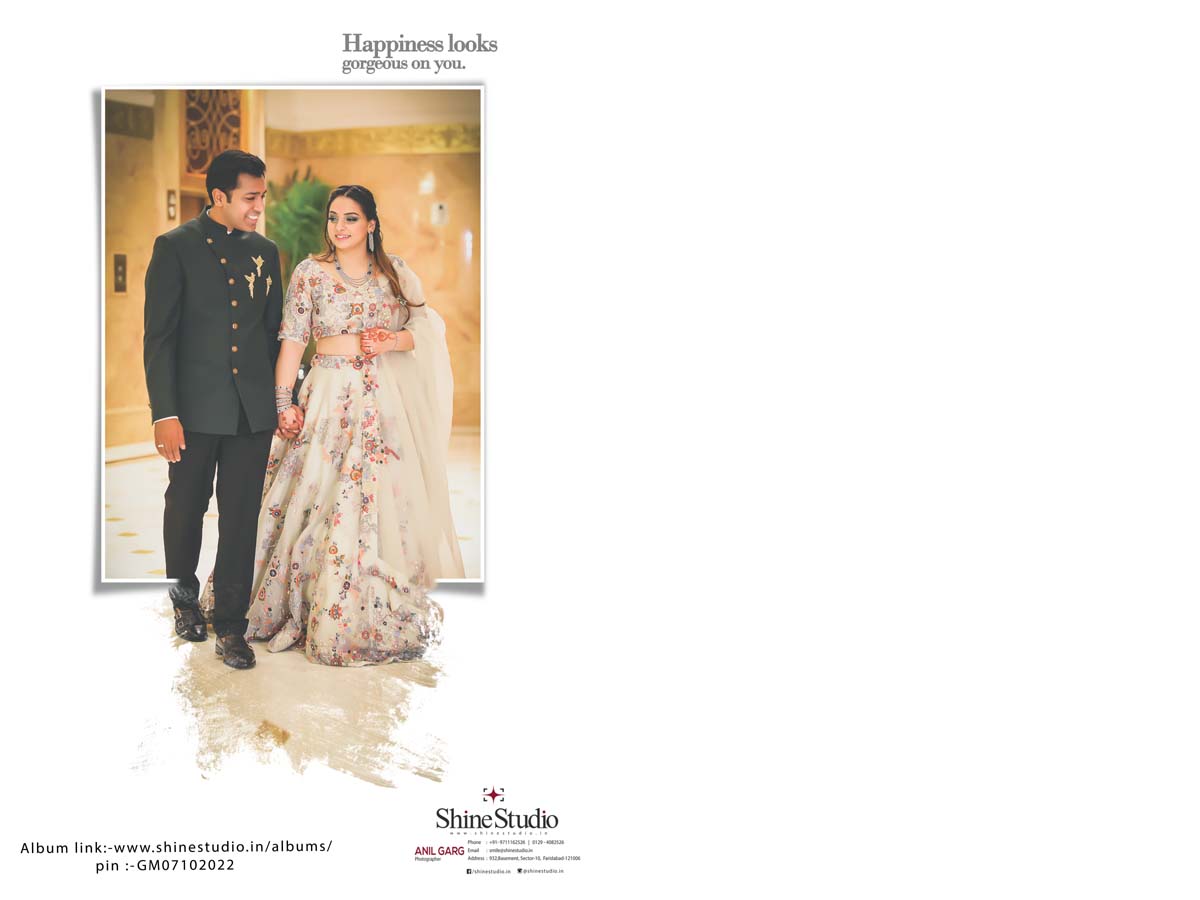 Happiness looks
gorgeous on you.
Shine Studio
www.shinestudio.in
Album link:-www.shinestudio.in/albums/
pin :-GM07102022
ANIL GARG
Photographer
Phone : +91- 9711162526 | 0129 - 4082526
Email : smile@shinestudio.in
Address : 932,Basement, Sector-10, Faridabad-121006
/shinestudio.in @shinestudio.in